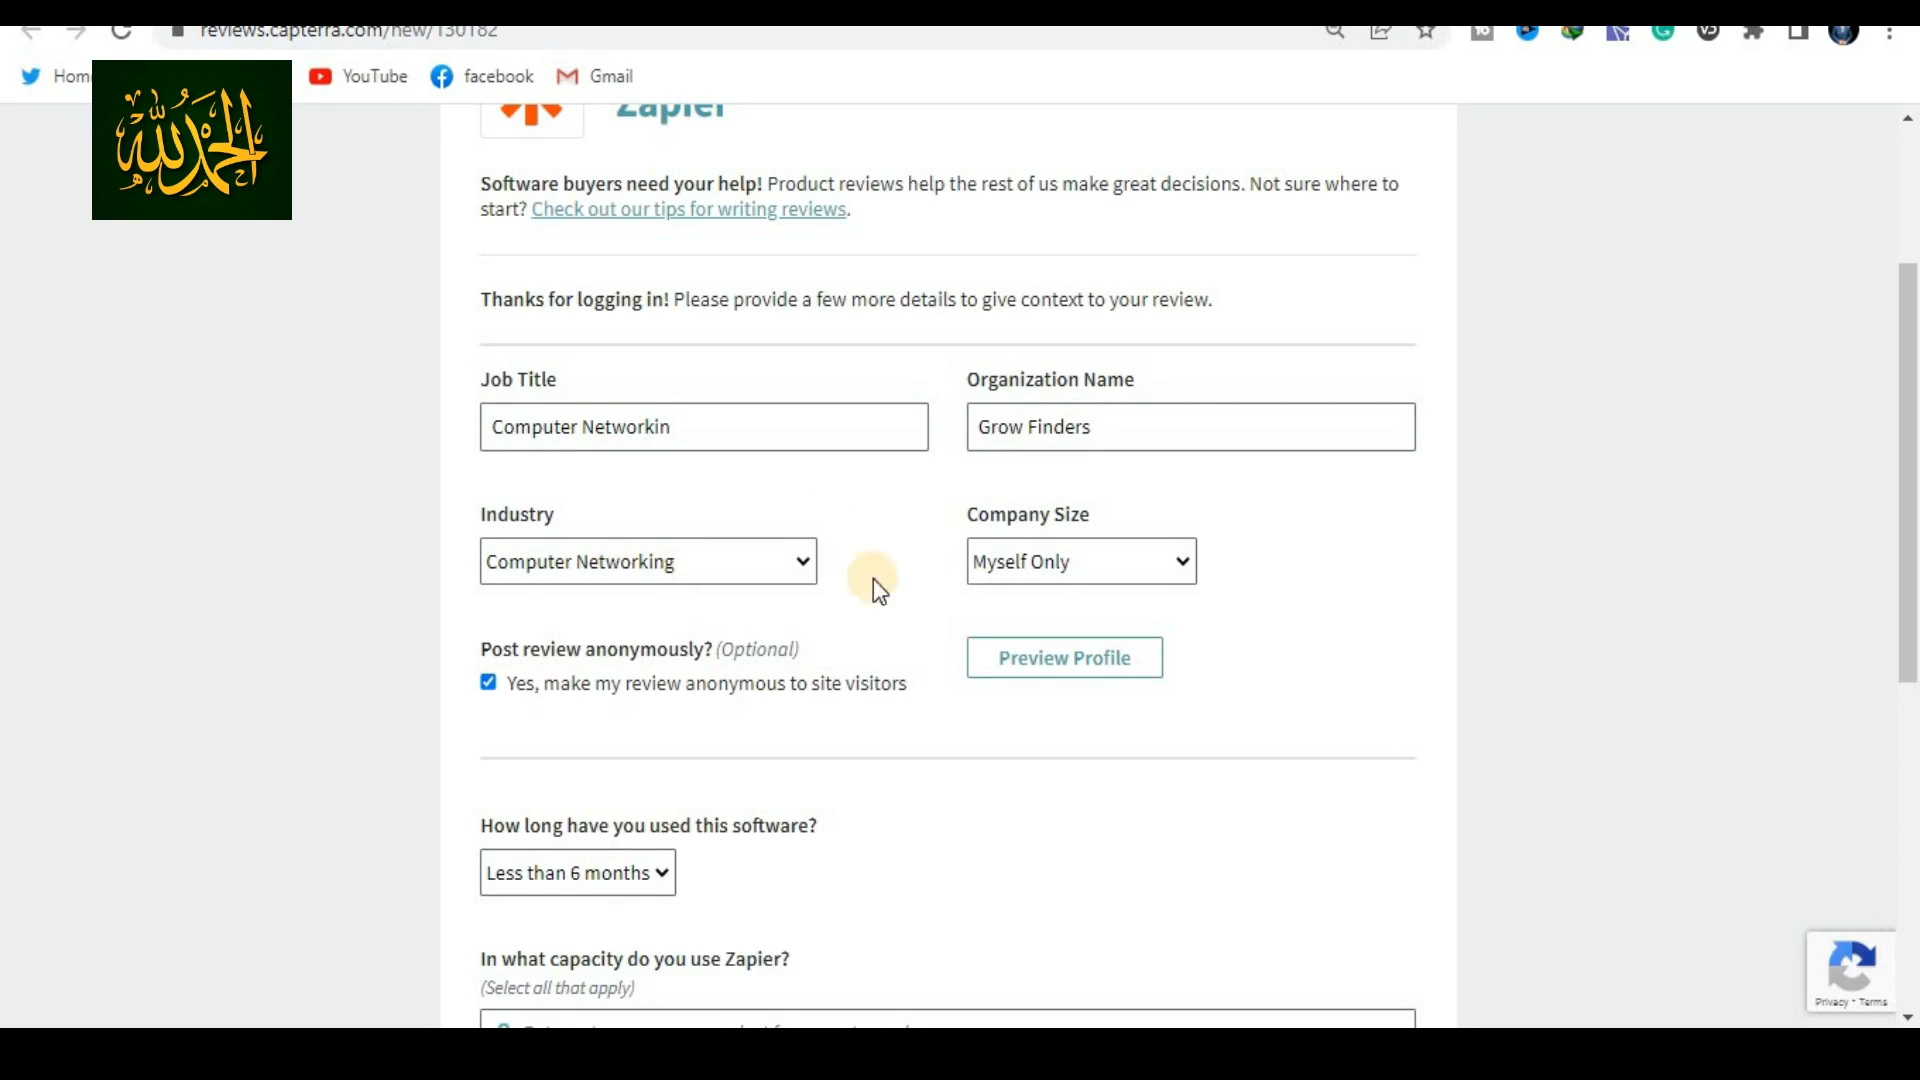 reviews.capterra.com/new/130182
Home
YouTube
facebook
Gmail
الحمد لله
Zapier
Software buyers need your help! Product reviews help the rest of us make great decisions. Not sure where to
start? Check out our tips for writing reviews.
Thanks for logging in! Please provide a few more details to give context to your review.
Job Title
Organization Name
Computer Networkin
Grow Finders
Industry
Company Size
Computer Networking
Myself Only
Post review anonymously? (Optional)
Preview Profile
Yes, make my review anonymous to site visitors
How long have you used this software?
Less than 6 months
In what capacity do you use Zapier?
(Select all that apply)
Privacy - Terms